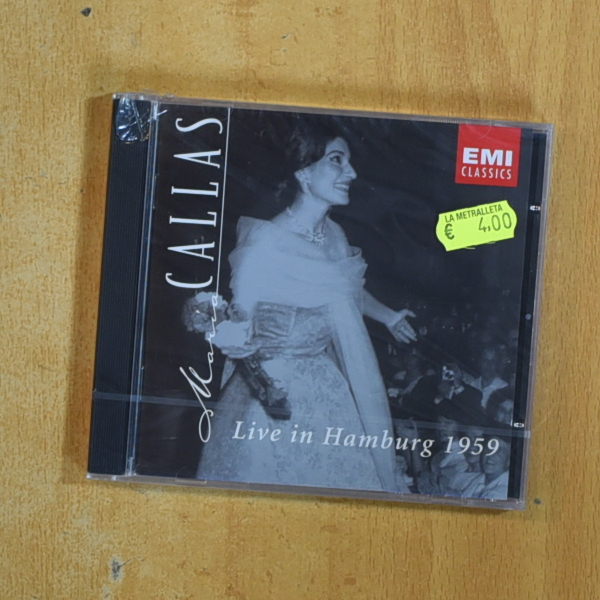 Maria CALLAS
EMI
CLASSICS
LA METRALLETA
€ 4,00
Live in Hamburg 1959